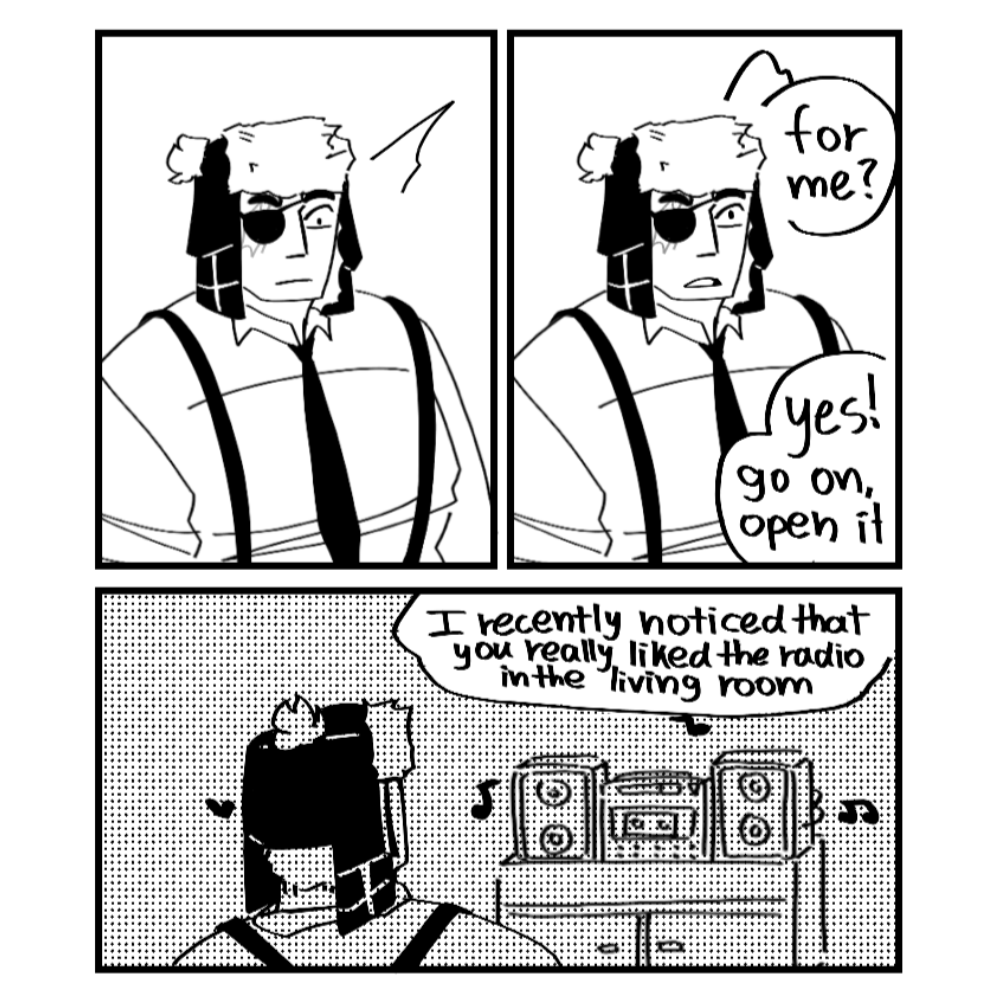 for
me?
yes!
go on,
open it
I recently noticed that
you really liked the radio
in the living room